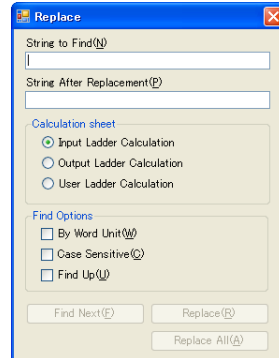 Replace
String to Find(N)
String After Replacement(P)
Calculation sheet
Input Ladder Calculation
Output Ladder Calculation
User Ladder Calculation
Find Options
By Word Unit(W)
Case Sensitive(C)
Find Up(U)
Find Next(F) Replace(R)
Replace All(A)